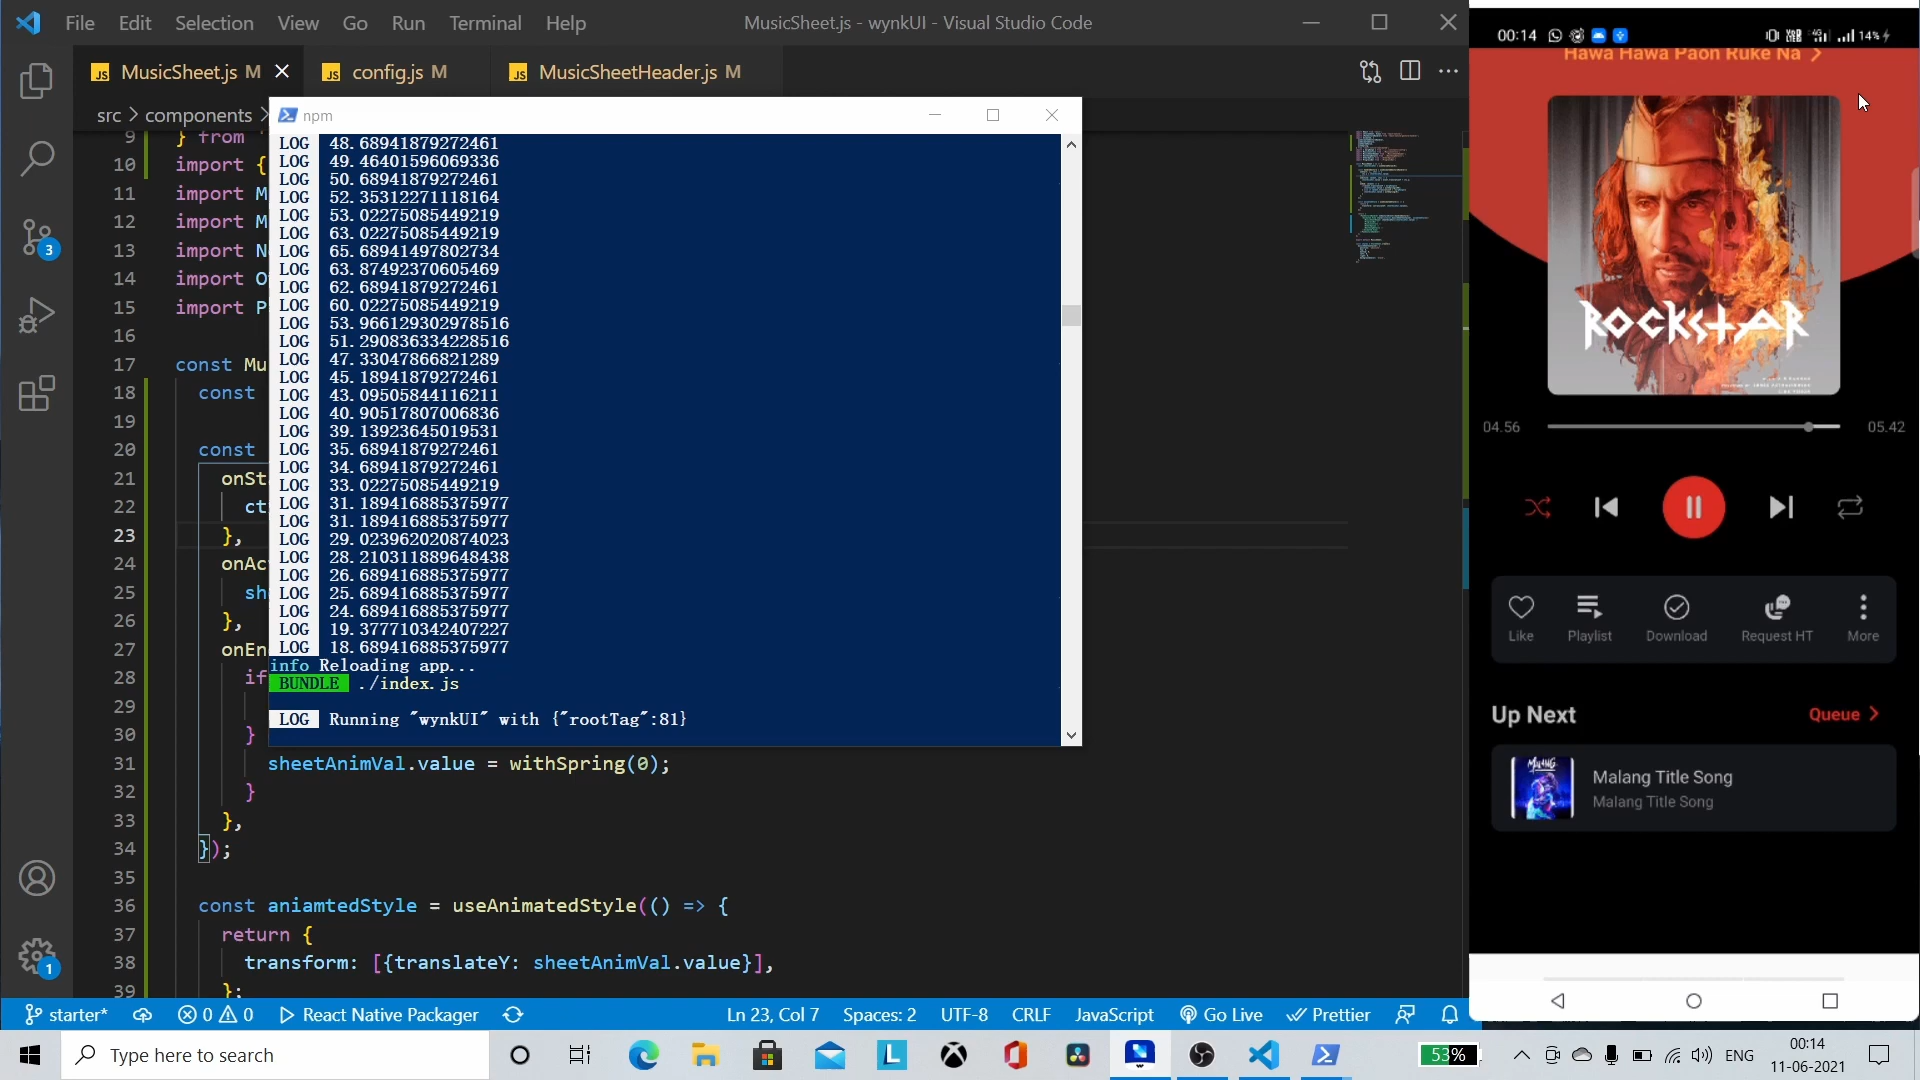 File Edit Selection View Go Run Terminal Help
MusicSheet.js - wynkUI - Visual Studio Code
JS MusicSheet.js M
JS config.js M
JS MusicSheetHeader.js M
src > components >
npm
9 } from '
10 import {
11 import M
12 import M
13 import N
14 import O
15 import P
16
17 const Mu
18 const
19
20 const
21 onSt
22 ct
23 },
24 onAc
25 sh
26 },
27 onEn
28 if
29
30 }
31 sheetAnimVal.value = withSpring(0);
32 }
33 },
34 });
35
36 const aniamtedStyle = useAnimatedStyle(() => {
37 return {
38 transform: [{translateY: sheetAnimVal.value}],
39 };
LOG 48.68941879272461
LOG 49.46401596069336
LOG 50.68941879272461
LOG 52.35312271118164
LOG 53.02275085449219
LOG 63.02275085449219
LOG 65.68941497802734
LOG 63.87492370605469
LOG 62.68941879272461
LOG 60.02275085449219
LOG 53.966129302978516
LOG 51.290836334228516
LOG 47.33047866821289
LOG 45.18941879272461
LOG 43.09505844116211
LOG 40.90517807006836
LOG 39.13923645019531
LOG 35.68941879272461
LOG 34.68941879272461
LOG 33.02275085449219
LOG 31.189416885375977
LOG 31.189416885375977
LOG 29.023962020874023
LOG 28.210311889648438
LOG 26.689416885375977
LOG 25.689416885375977
LOG 24.689416885375977
LOG 19.377710342407227
LOG 18.689416885375977
info Reloading app...
BUNDLE ./index.js
LOG Running "wynkUI" with {"rootTag":81}
3
1
00:14
14%
Hawa Hawa Paon Ruke Na >
ROCKSTAR
04.56
05.42
Like
Playlist
Download
Request HT
More
Up Next
Queue >
MALANG
Malang Title Song
Malang Title Song
starter*
0 0
React Native Packager
Ln 23, Col 7
Spaces: 2
UTF-8
CRLF
JavaScript
Go Live
Prettier
Type here to search
L
53%
ENG
00:14
11-06-2021